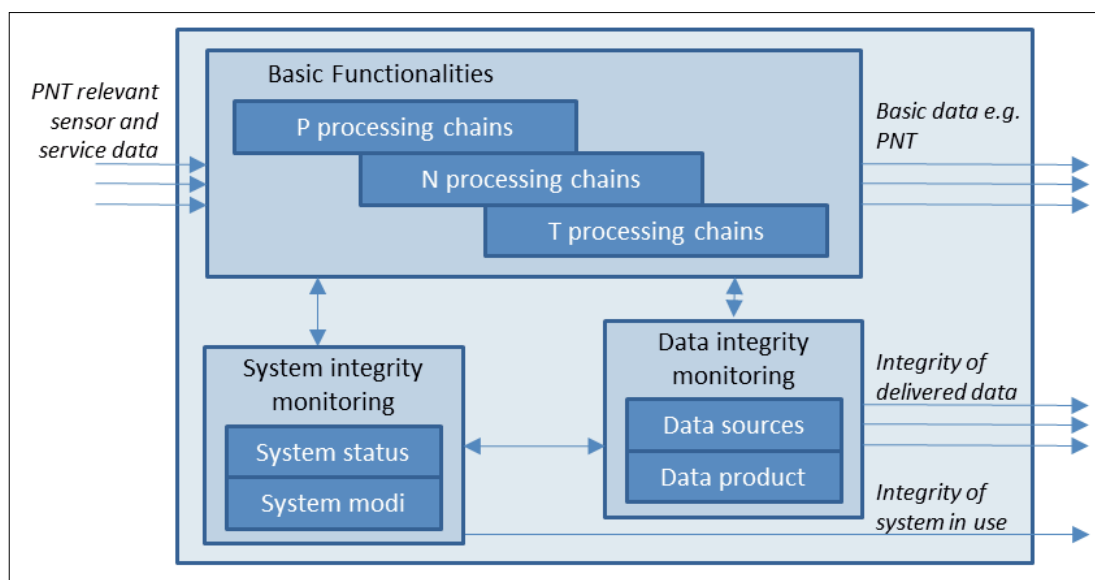 PNT relevant
sensor and
service data
Basic Functionalities
P processing chains
N processing chains
T processing chains
Basic data e.g.
PNT
System integrity
monitoring
System status
System modi
Data integrity
monitoring
Data sources
Data product
Integrity of
delivered data
Integrity of
system in use